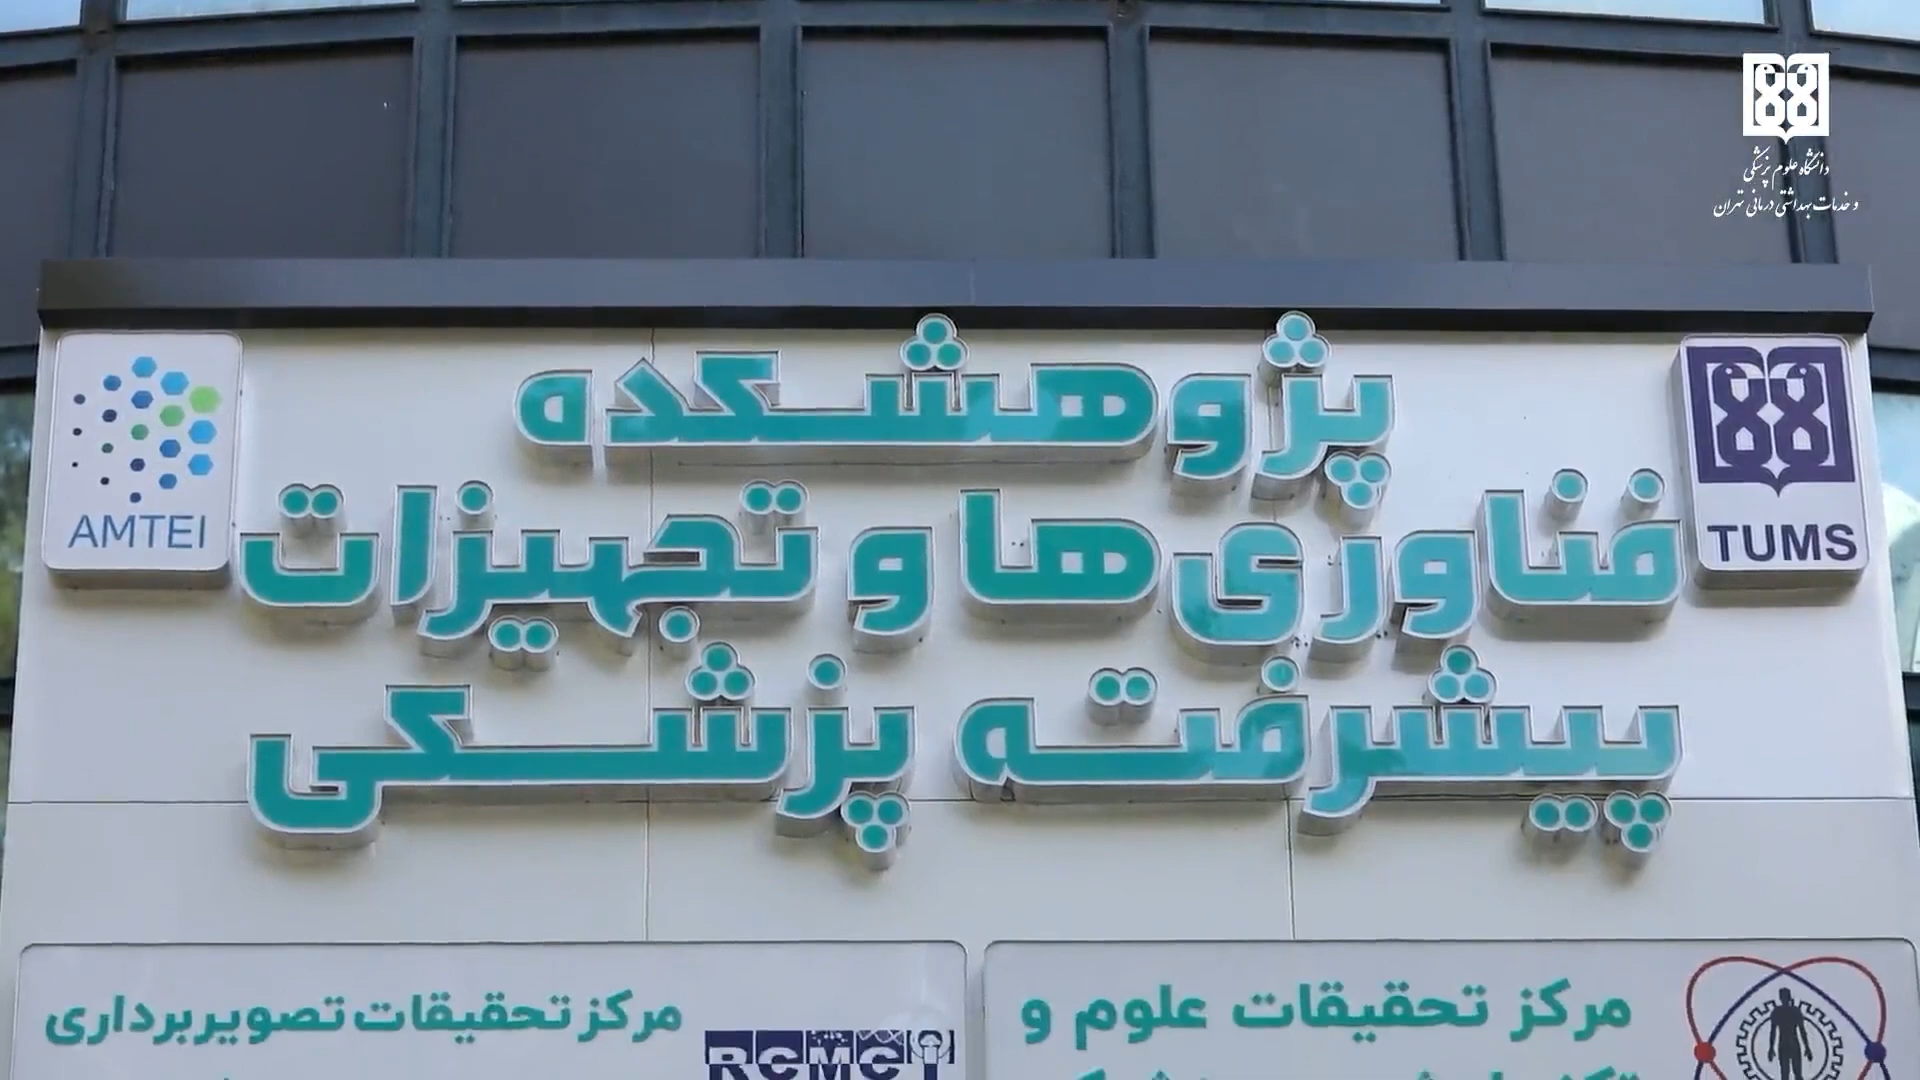 دانشگاه علوم پزشکی
و خدمات بهداشتی درمانی تهران
پژوهشکده
فناوری ها و تجهیزات
پیشرفته پزشکی
TUMS
AMTEI
مرکز تحقیقات علوم و
مرکز تحقیقات تصویربرداری
RCMCI